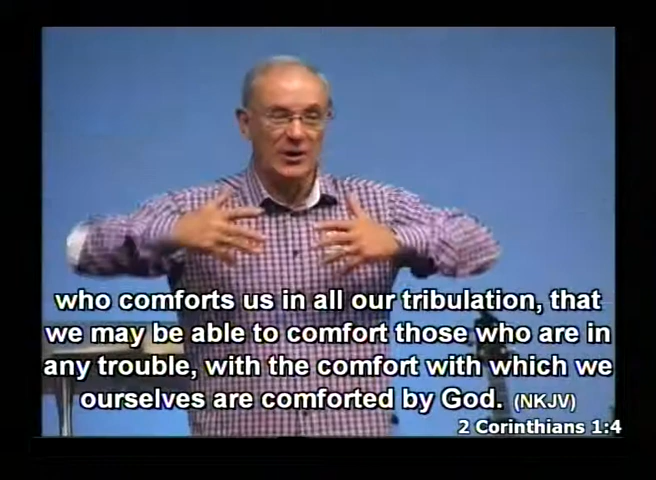 who comforts us in all our tribulation, that
we may be able to comfort those who are in
any trouble, with the comfort with which we
ourselves are comforted by God. (NKJV)
2 Corinthians 1:4